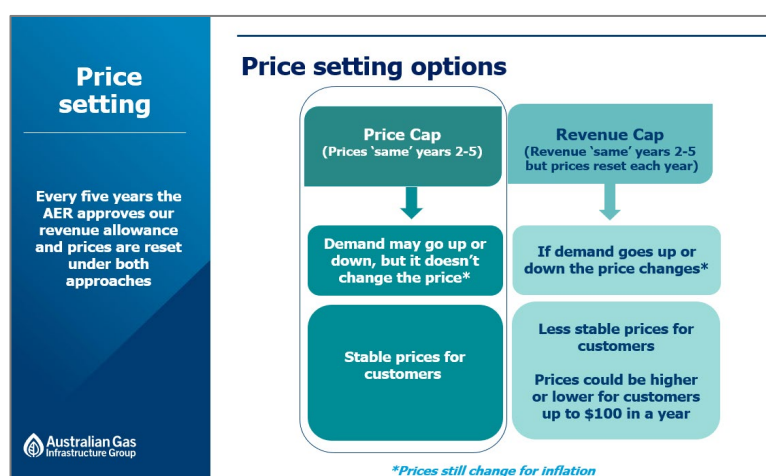 Price
setting
Every five years the
AER approves our
revenue allowance
and prices are reset
under both
approaches
Australian Gas
Infrastructure Group
Price setting options
Price Cap
(Prices ‘same’ years 2-5)
Demand may go up or
down, but it doesn’t
change the price*
Stable prices for
customers
Revenue Cap
(Revenue ‘same’ years 2-5
but prices reset each year)
If demand goes up or
down the price changes*
Less stable prices for
customers
Prices could be higher
or lower for customers
up to $100 in a year
*Prices still change for inflation